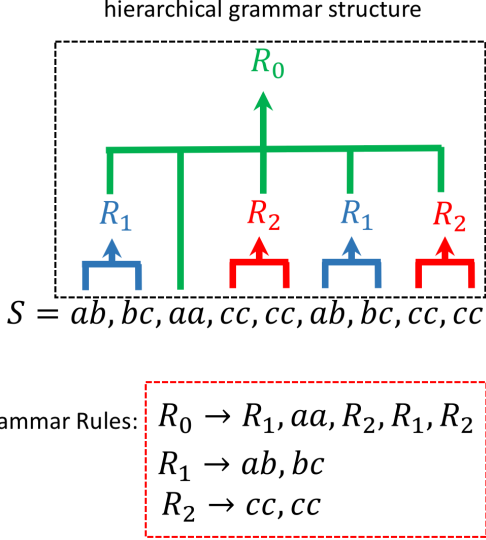 hierarchical grammar structure
R₀
R₁ R₂ R₁ R₂
S = ab, bc, aa, cc, cc, ab, bc, cc, cc
ammar Rules:
R₀ → R₁, aa, R₂, R₁, R₂
R₁ → ab, bc
R₂ → cc, cc